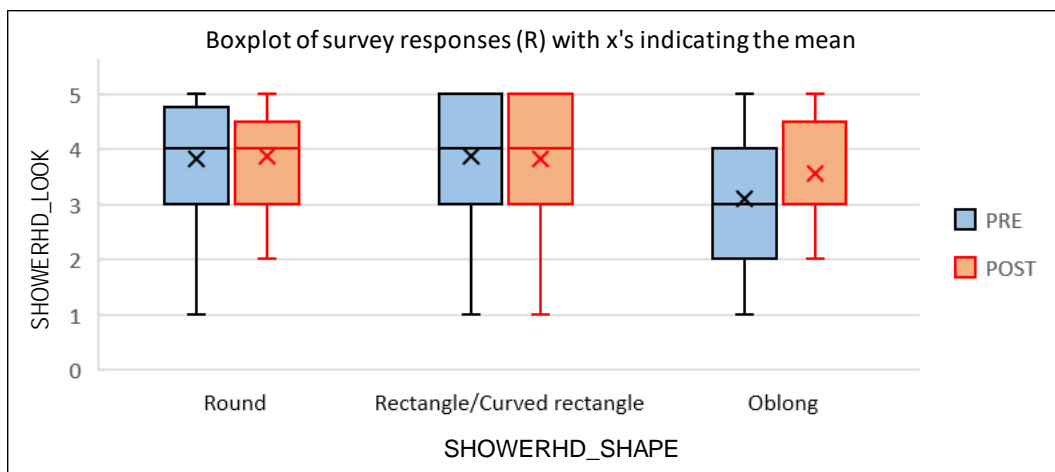 Boxplot of survey responses (R) with x's indicating the mean
SHOWERHD_LOOK
5
4
3
2
1
0
Round
Rectangle/Curved rectangle
Oblong
SHOWERHD_SHAPE
PRE
POST